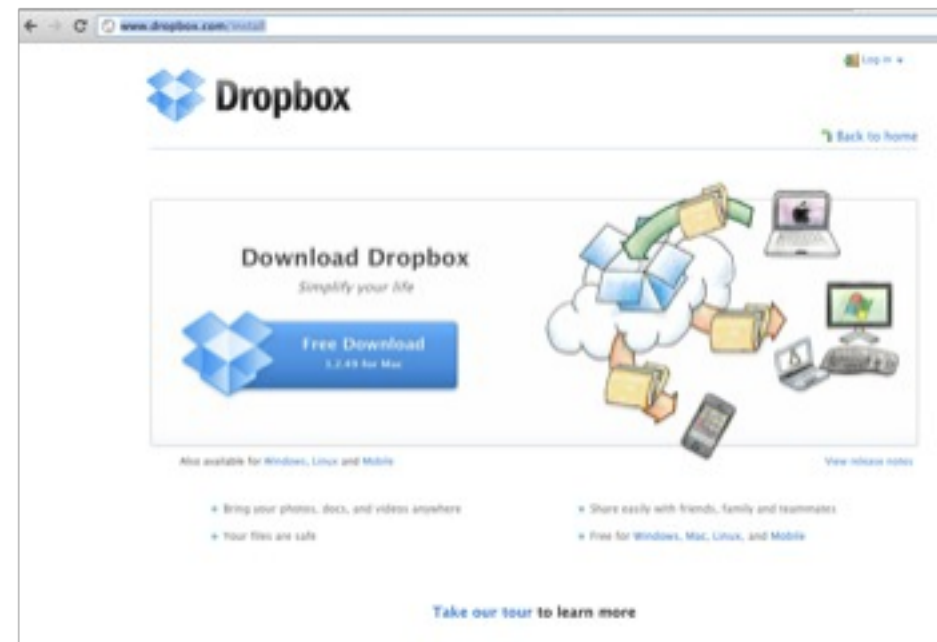 www.dropbox.com/install
Log in
Dropbox
Back to home
Download Dropbox
Simplify your life
Free Download
1.2.49 for Mac
Also available for Windows, Linux and Mobile
View release notes
Bring your photos, docs, and videos anywhere
Share easily with friends, family and teammates
Your files are safe
Free for Windows, Mac, Linux, and Mobile
Take our tour to learn more